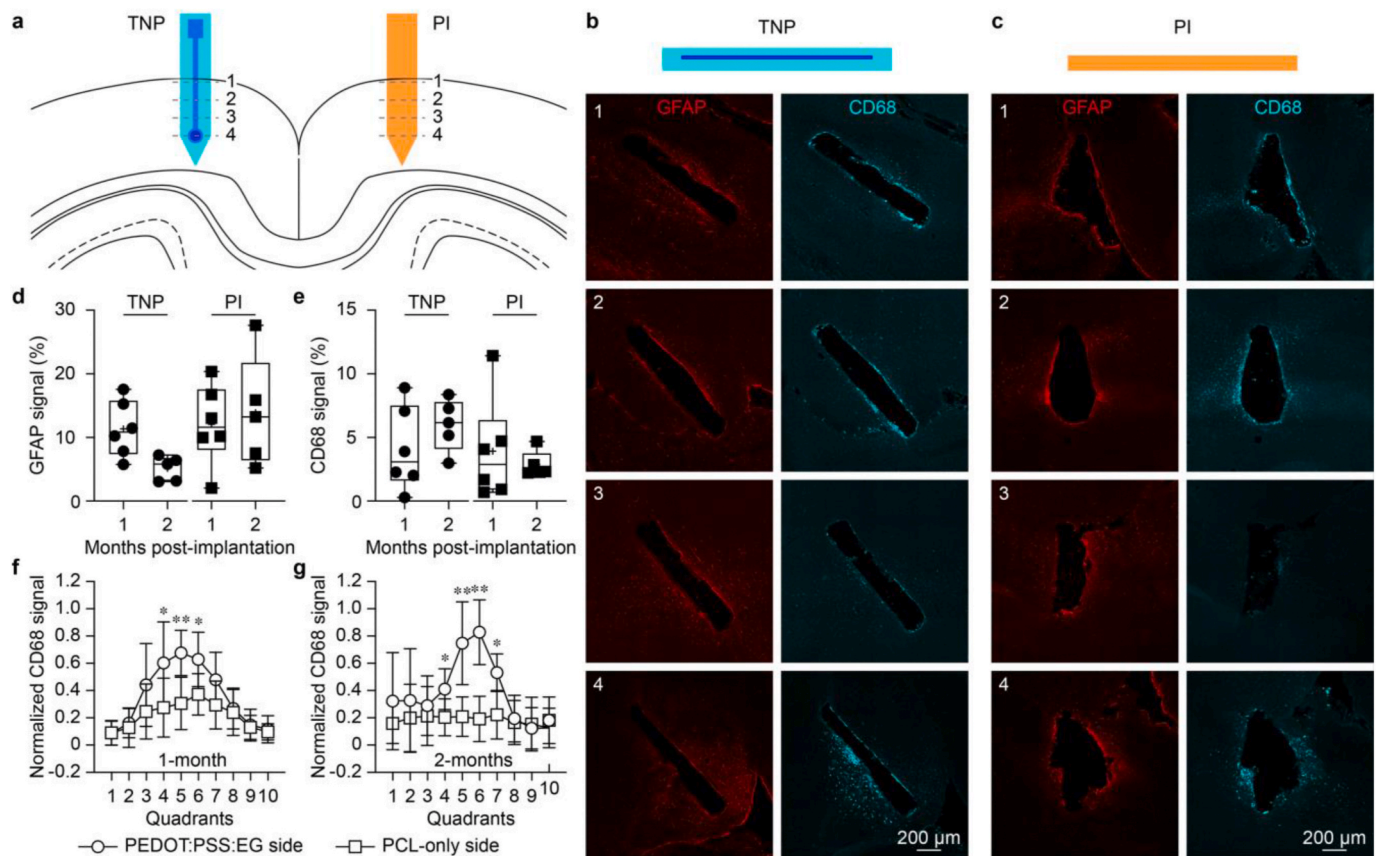 a
TNP
PI
1
2
3
4
1
2
3
4
b
TNP
GFAP
CD68
1
2
3
4
200 µm
c
PI
GFAP
CD68
1
2
3
4
200 µm
d
TNP
PI
GFAP signal (%)
30
20
10
0
1 2 1 2
Months post-implantation
e
TNP
PI
CD68 signal (%)
15
10
5
0
1 2 1 2
Months post-implantation
f
Normalized CD68 signal
1.2
1.0
0.8
0.6
0.4
0.2
0
-0.2
* ** *
1-month
1 2 3 4 5 6 7 8 9 10
Quadrants
g
Normalized CD68 signal
1.2
1.0
0.8
0.6
0.4
0.2
0
-0.2
* ** ** *
2-months
1 2 3 4 5 6 7 8 9 10
Quadrants
PEDOT:PSS:EG side
PCL-only side